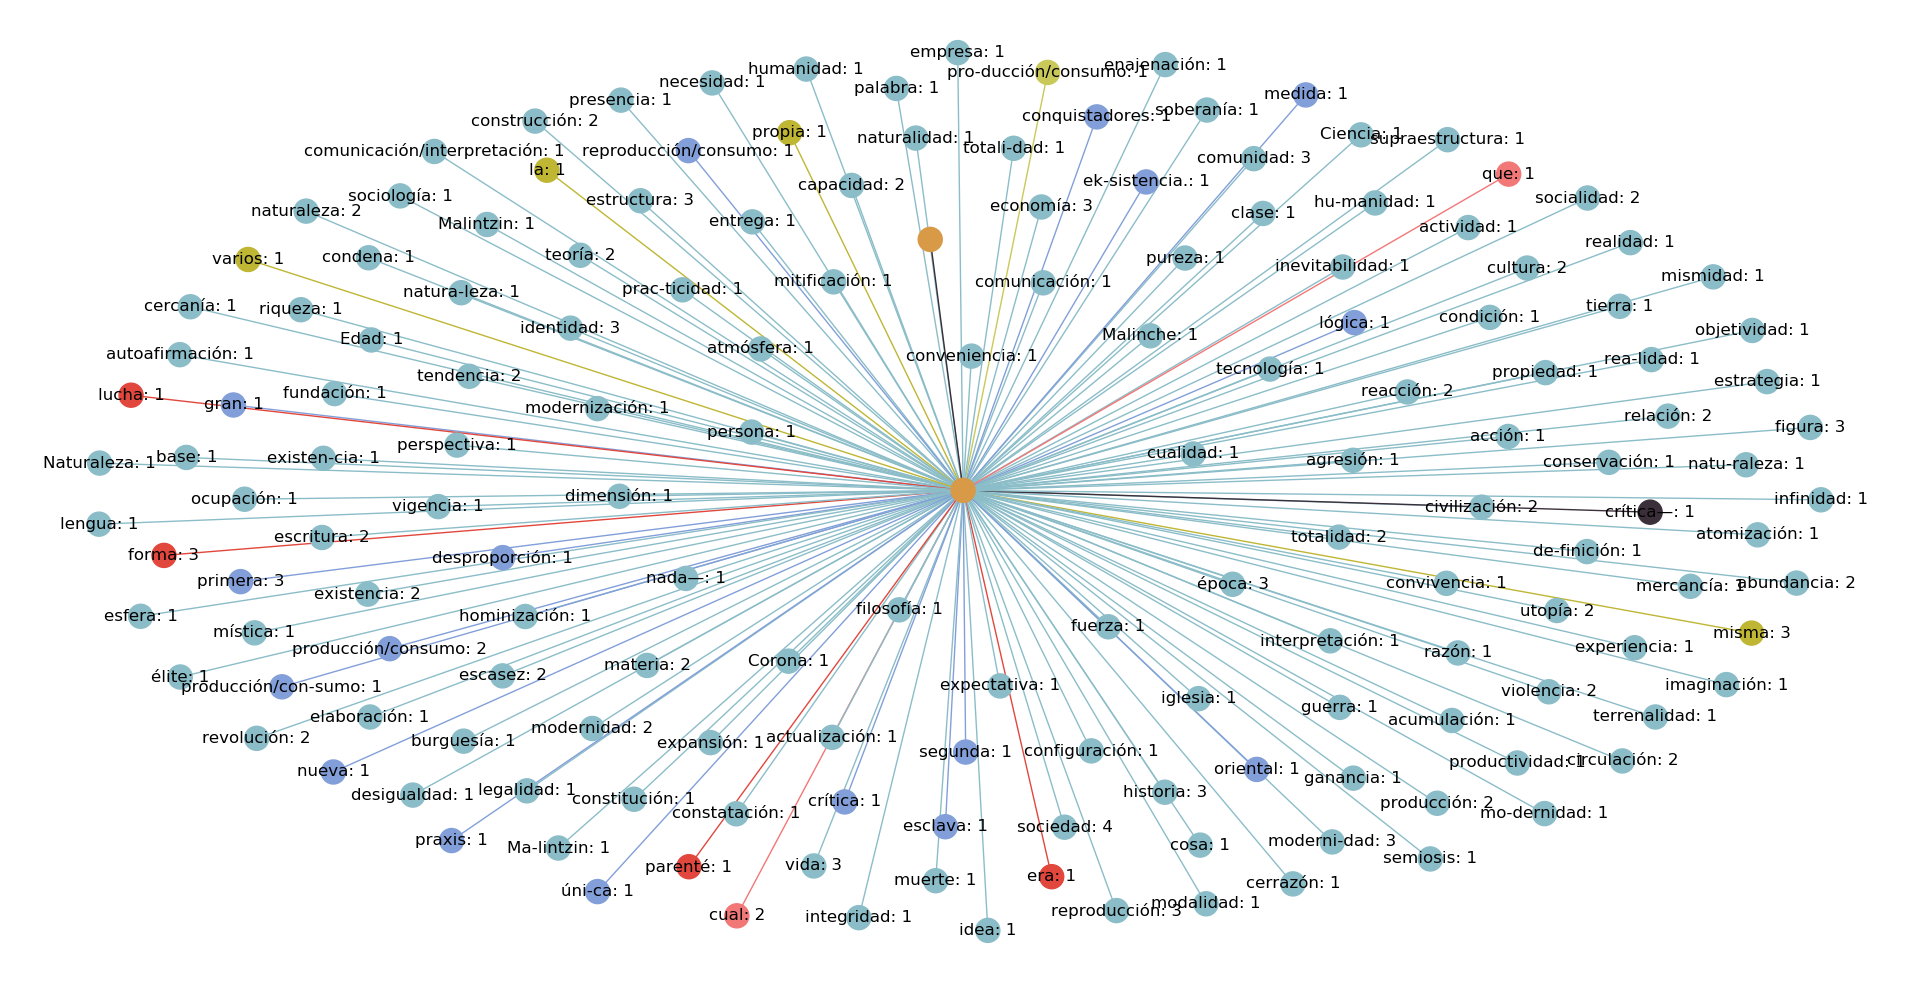 empresa: 1
enajenación: 1
humanidad: 1
pro-ducción/consumo: 1
necesidad: 1
palabra: 1
medida: 1
presencia: 1
soberanía: 1
conquistadores: 1
construcción: 2
propia: 1
naturalidad: 1
Ciencia: 1
supraestructura: 1
comunicación/interpretación: 1
reproducción/consumo: 1
totali-dad: 1
comunidad: 3
la: 1
que: 1
capacidad: 2
ek-sistencia.: 1
sociología: 1
estructura: 3
socialidad: 2
hu-manidad: 1
naturaleza: 2
economía: 3
clase: 1
Malintzin: 1
entrega: 1
actividad: 1
realidad: 1
teoría: 2
varios: 1
condena: 1
pureza: 1
inevitabilidad: 1
cultura: 2
mismidad: 1
mitificación: 1
comunicación: 1
natura-leza: 1
prac-ticidad: 1
cercanía: 1
riqueza: 1
tierra: 1
condición: 1
lógica: 1
identidad: 3
objetividad: 1
Edad: 1
Malinche: 1
atmósfera: 1
autoafirmación: 1
conveniencia: 1
rea-lidad: 1
tecnología: 1
propiedad: 1
tendencia: 2
estrategia: 1
lucha: 1
fundación: 1
reacción: 2
gran: 1
modernización: 1
relación: 2
figura: 3
persona: 1
acción: 1
perspectiva: 1
cualidad: 1
Naturaleza: 1
base: 1
existen-cia: 1
agresión: 1
conservación: 1
natu-raleza: 1
dimensión: 1
ocupación: 1
infinidad: 1
vigencia: 1
civilización: 2
crítica—: 1
lengua: 1
escritura: 2
totalidad: 2
atomización: 1
forma: 3
desproporción: 1
de-finición: 1
primera: 3
nada—: 1
época: 3
convivencia: 1
mercancía: 1
abundancia: 2
existencia: 2
esfera: 1
hominización: 1
filosofía: 1
utopía: 2
fuerza: 1
mística: 1
misma: 3
producción/consumo: 2
interpretación: 1
experiencia: 1
materia: 2
Corona: 1
razón: 1
élite: 1
producción/con-sumo: 1
escasez: 2
expectativa: 1
imaginación: 1
violencia: 2
iglesia: 1
elaboración: 1
guerra: 1
acumulación: 1
terrenalidad: 1
revolución: 2
burguesía: 1
modernidad: 2
expansión: 1
actualización: 1
segunda: 1
configuración: 1
productividad: 1
circulación: 2
nueva: 1
oriental: 1
ganancia: 1
desigualdad: 1
legalidad: 1
constitución: 1
crítica: 1
historia: 3
producción: 2
constatación: 1
mo-dernidad: 1
esclava: 1
sociedad: 4
praxis: 1
Ma-lintzin: 1
cosa: 1
moderni-dad: 3
semiosis: 1
parenté: 1
vida: 3
muerte: 1
era: 1
cerrazón: 1
úni-ca: 1
cual: 2
integridad: 1
reproducción: 3
modalidad: 1
idea: 1